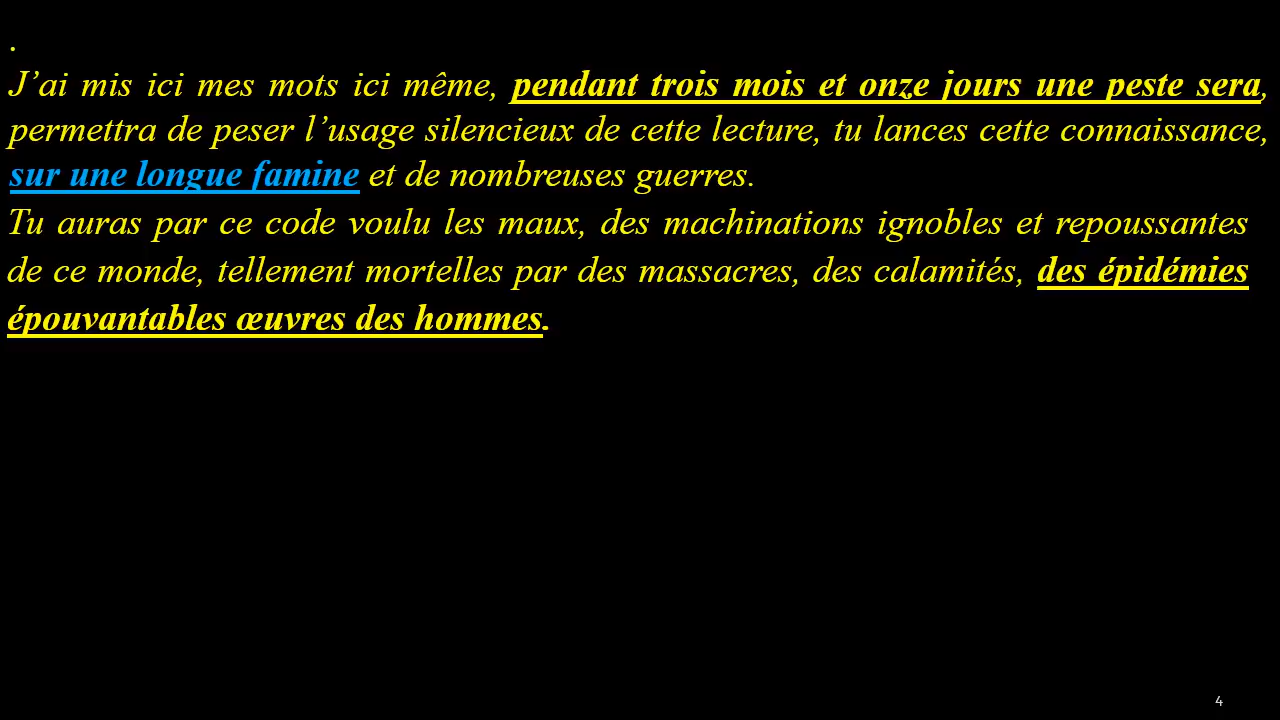 .
J’ai mis ici mes mots ici même, pendant trois mois et onze jours une peste sera,
permettra de peser l’usage silencieux de cette lecture, tu lances cette connaissance,
sur une longue famine et de nombreuses guerres.
Tu auras par ce code voulu les maux, des machinations ignobles et repoussantes
de ce monde, tellement mortelles par des massacres, des calamités, des épidémies
épouvantables œuvres des hommes.
4